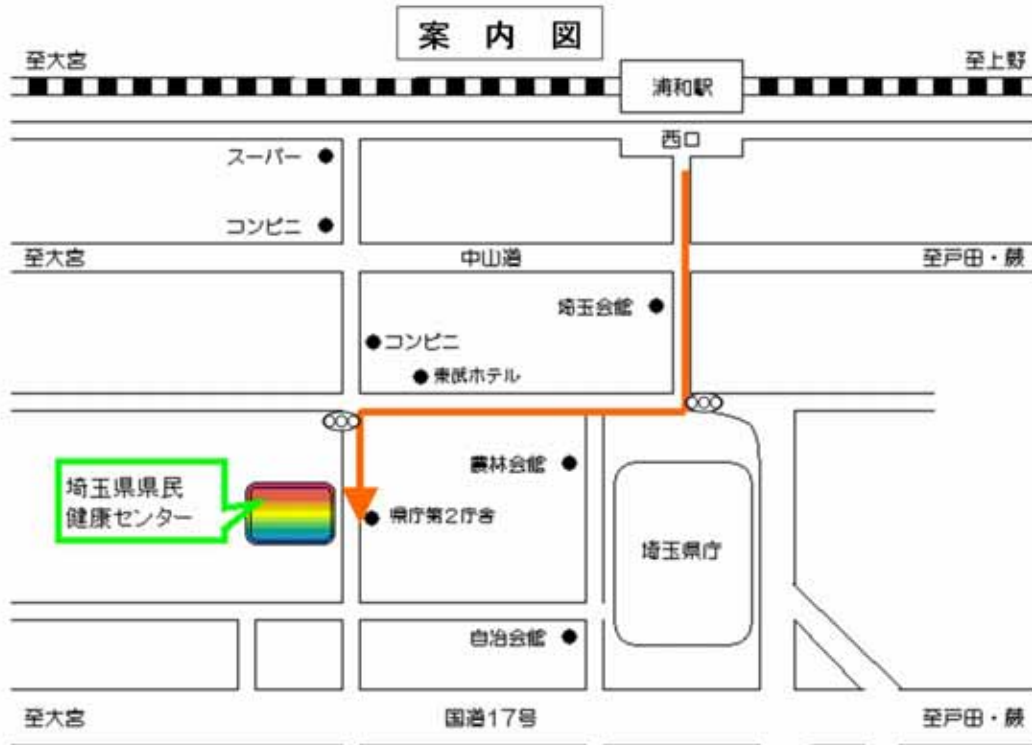 案内図
至大宮
至上野
浦和駅
西口
スーパー
コンビニ
至大宮
中山道
至戸田・蕨
埼玉会館
コンビニ
東武ホテル
農林会館
埼玉県県民
健康センター
県庁第2庁舎
埼玉県庁
自治会館
至大宮
国道17号
至戸田・蕨